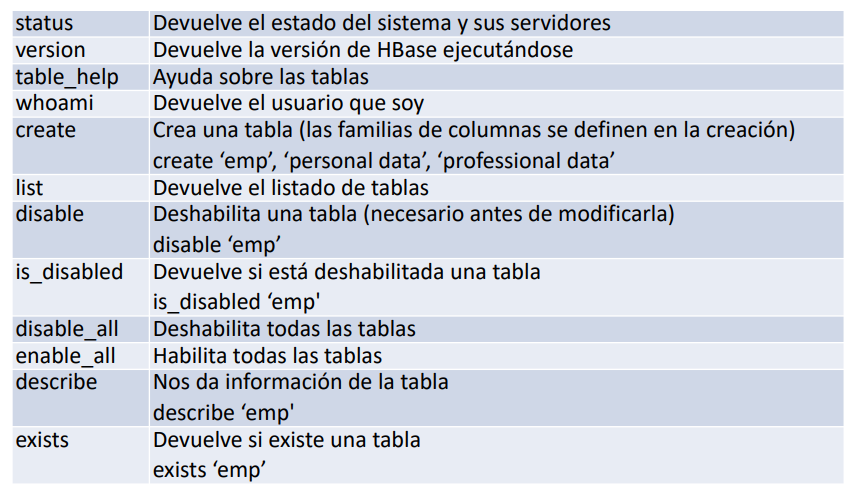 status Devuelve el estado del sistema y sus servidores
version Devuelve la versión de HBase ejecutándose
table_help Ayuda sobre las tablas
whoami Devuelve el usuario que soy
create Crea una tabla (las familias de columnas se definen en la creación)
create ‘emp’, ‘personal data’, ‘professional data’
list Devuelve el listado de tablas
disable Deshabilita una tabla (necesario antes de modificarla)
disable ‘emp’
is_disabled Devuelve si está deshabilitada una tabla
is_disabled ‘emp'
disable_all Deshabilita todas las tablas
enable_all Habilita todas las tablas
describe Nos da información de la tabla
describe ‘emp'
exists Devuelve si existe una tabla
exists ‘emp’